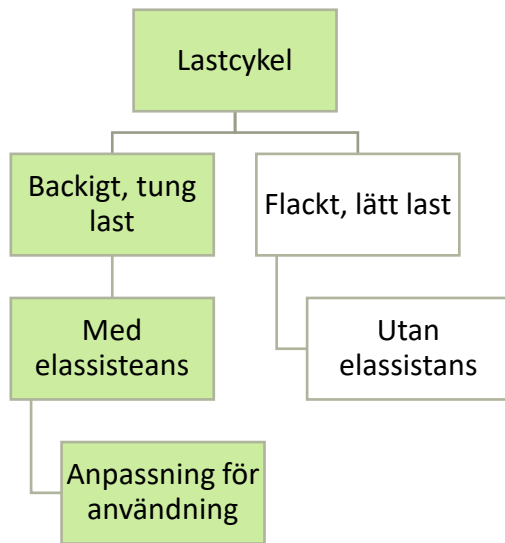 Lastcykel
Backigt, tung
last
Flackt, lätt last
Med
elassisteans
Utan
elassistans
Anpassning för
användning